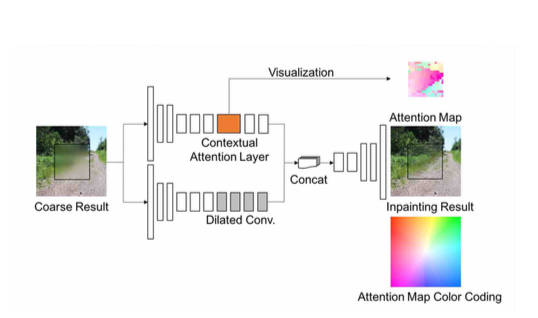 Visualization
Attention Map
Contextual
Attention Layer
Concat
Coarse Result
Dilated Conv.
Inpainting Result
Attention Map Color Coding